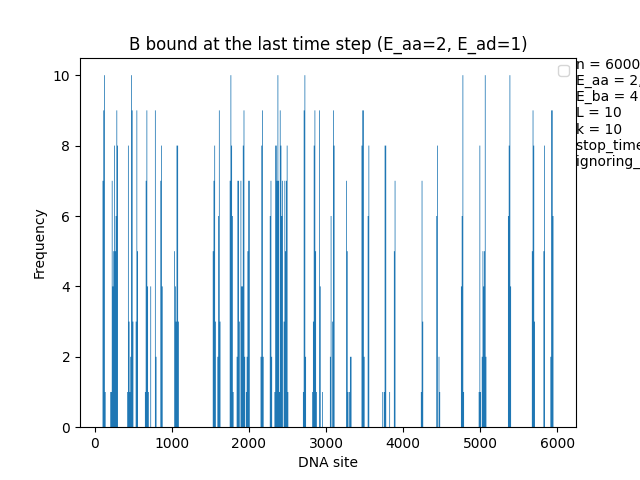 B bound at the last time step (E_aa=2, E_ad=1)
n = 6000
E_aa = 2,
E_ba = 4
L = 10
k = 10
stop_time
ignoring_
Frequency
10
8
6
4
2
0
0 1000 2000 3000 4000 5000 6000
DNA site